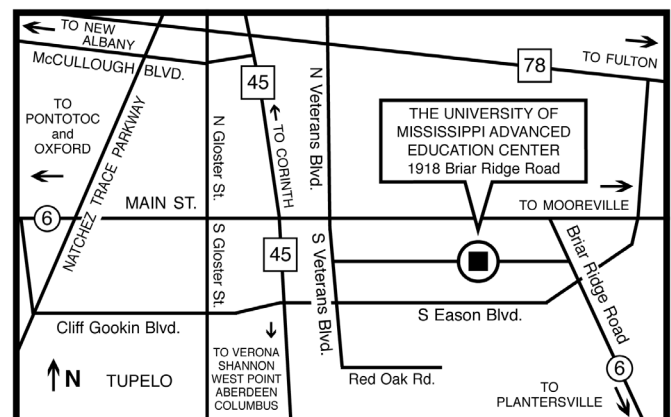 TO NEW
ALBANY
McCULLOUGH BLVD.
TO
PONTOTOC
and
OXFORD
NATCHEZ TRACE PARKWAY
6
MAIN ST.
N Gloster St.
S Gloster St.
45
TO CORINTH
45
N Veterans Blvd.
S Veterans Blvd.
78
TO FULTON
THE UNIVERSITY OF
MISSISSIPPI ADVANCED
EDUCATION CENTER
1918 Briar Ridge Road
TO MOOREVILLE
Briar Ridge Road
S Eason Blvd.
Cliff Gookin Blvd.
N
TUPELO
TO VERONA
SHANNON
WEST POINT
ABERDEEN
COLUMBUS
Red Oak Rd.
6
TO
PLANTERSVILLE